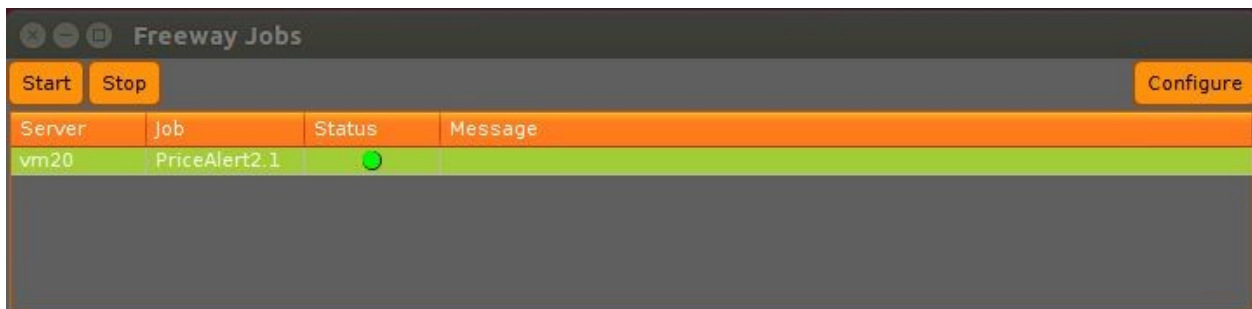 Freeway Jobs
Start Stop Configure
Server Job Status Message
vm20 PriceAlert2.1